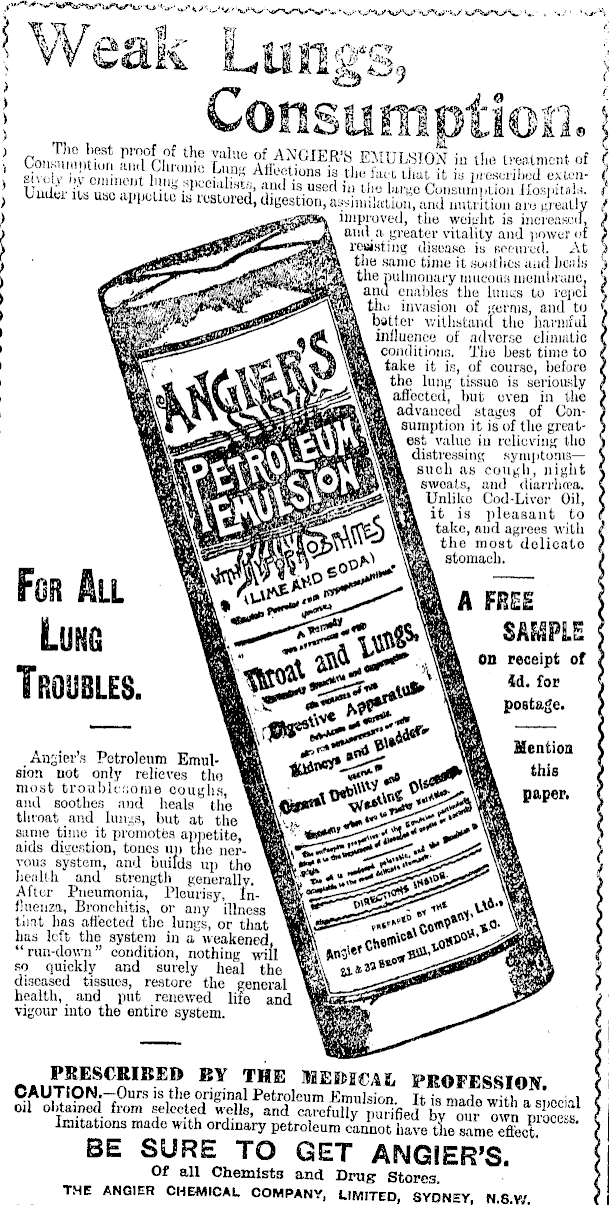 Weak Lungs,
Consumption.
The best proof of the value of ANGIER'S EMULSION in the treatment of
Consumption and Chronic Lung Affections is the fact that it is prescribed exten-
sively by eminent lung specialists, and is used in the large Consumption Hospitals.
Under its use appetite is restored, digestion, assimilation, and nutrition are greatly
improved, the weight is increased,
and a greater vitality and power of
resisting disease is secured. At
the same time it soothes and heals
the pulmonary mucous membrane,
and enables the lungs to repel
the invasion of germs, and to
better withstand the harmful
influence of adverse climatic
conditions. The best time to
take it is, of course, before
the lung tissue is seriously
affected, but even in the
advanced stages of Con-
sumption it is of the great-
est value in relieving the
distressing symptoms—
such as cough, night
sweats, and diarrhœa.
Unlike Cod-Liver Oil,
it is pleasant to
take, and agrees with
the most delicate
stomach.
A FREE
SAMPLE
on receipt of
4d. for
postage.
Mention
this
paper.
ANGIER'S
PETROLEUM
EMULSION
WITH HYPOPHOSPHITES
(LIME AND SODA)
A Remedy
Throat and Lungs,
Digestive Apparatus,
Kidneys and Bladder.
USEFUL IN
General Debility and
Wasting Diseases,
DIRECTIONS INSIDE.
PREPARED BY THE
Angier Chemical Company, Ltd.,
31 & 32 Snow Hill, LONDON, E.C.
FOR ALL
LUNG
TROUBLES.
Angier's Petroleum Emul-
sion not only relieves the
most troublesome coughs,
and soothes and heals the
throat and lungs, but at the
same time it promotes appetite,
aids digestion, tones up the ner-
vous system, and builds up the
health and strength generally.
After Pneumonia, Pleurisy, In-
fluenza, Bronchitis, or any illness
that has affected the lungs, or that
has left the system in a weakened,
"run-down" condition, nothing will
so quickly and surely heal the
diseased tissues, restore the general
health, and put renewed life and
vigour into the entire system.
PRESCRIBED BY THE MEDICAL PROFESSION.
CAUTION.—Ours is the original Petroleum Emulsion. It is made with a special
oil obtained from selected wells, and carefully purified by our own process.
Imitations made with ordinary petroleum cannot have the same effect.
BE SURE TO GET ANGIER'S.
Of all Chemists and Drug Stores.
THE ANGIER CHEMICAL COMPANY, LIMITED, SYDNEY, N.S.W.